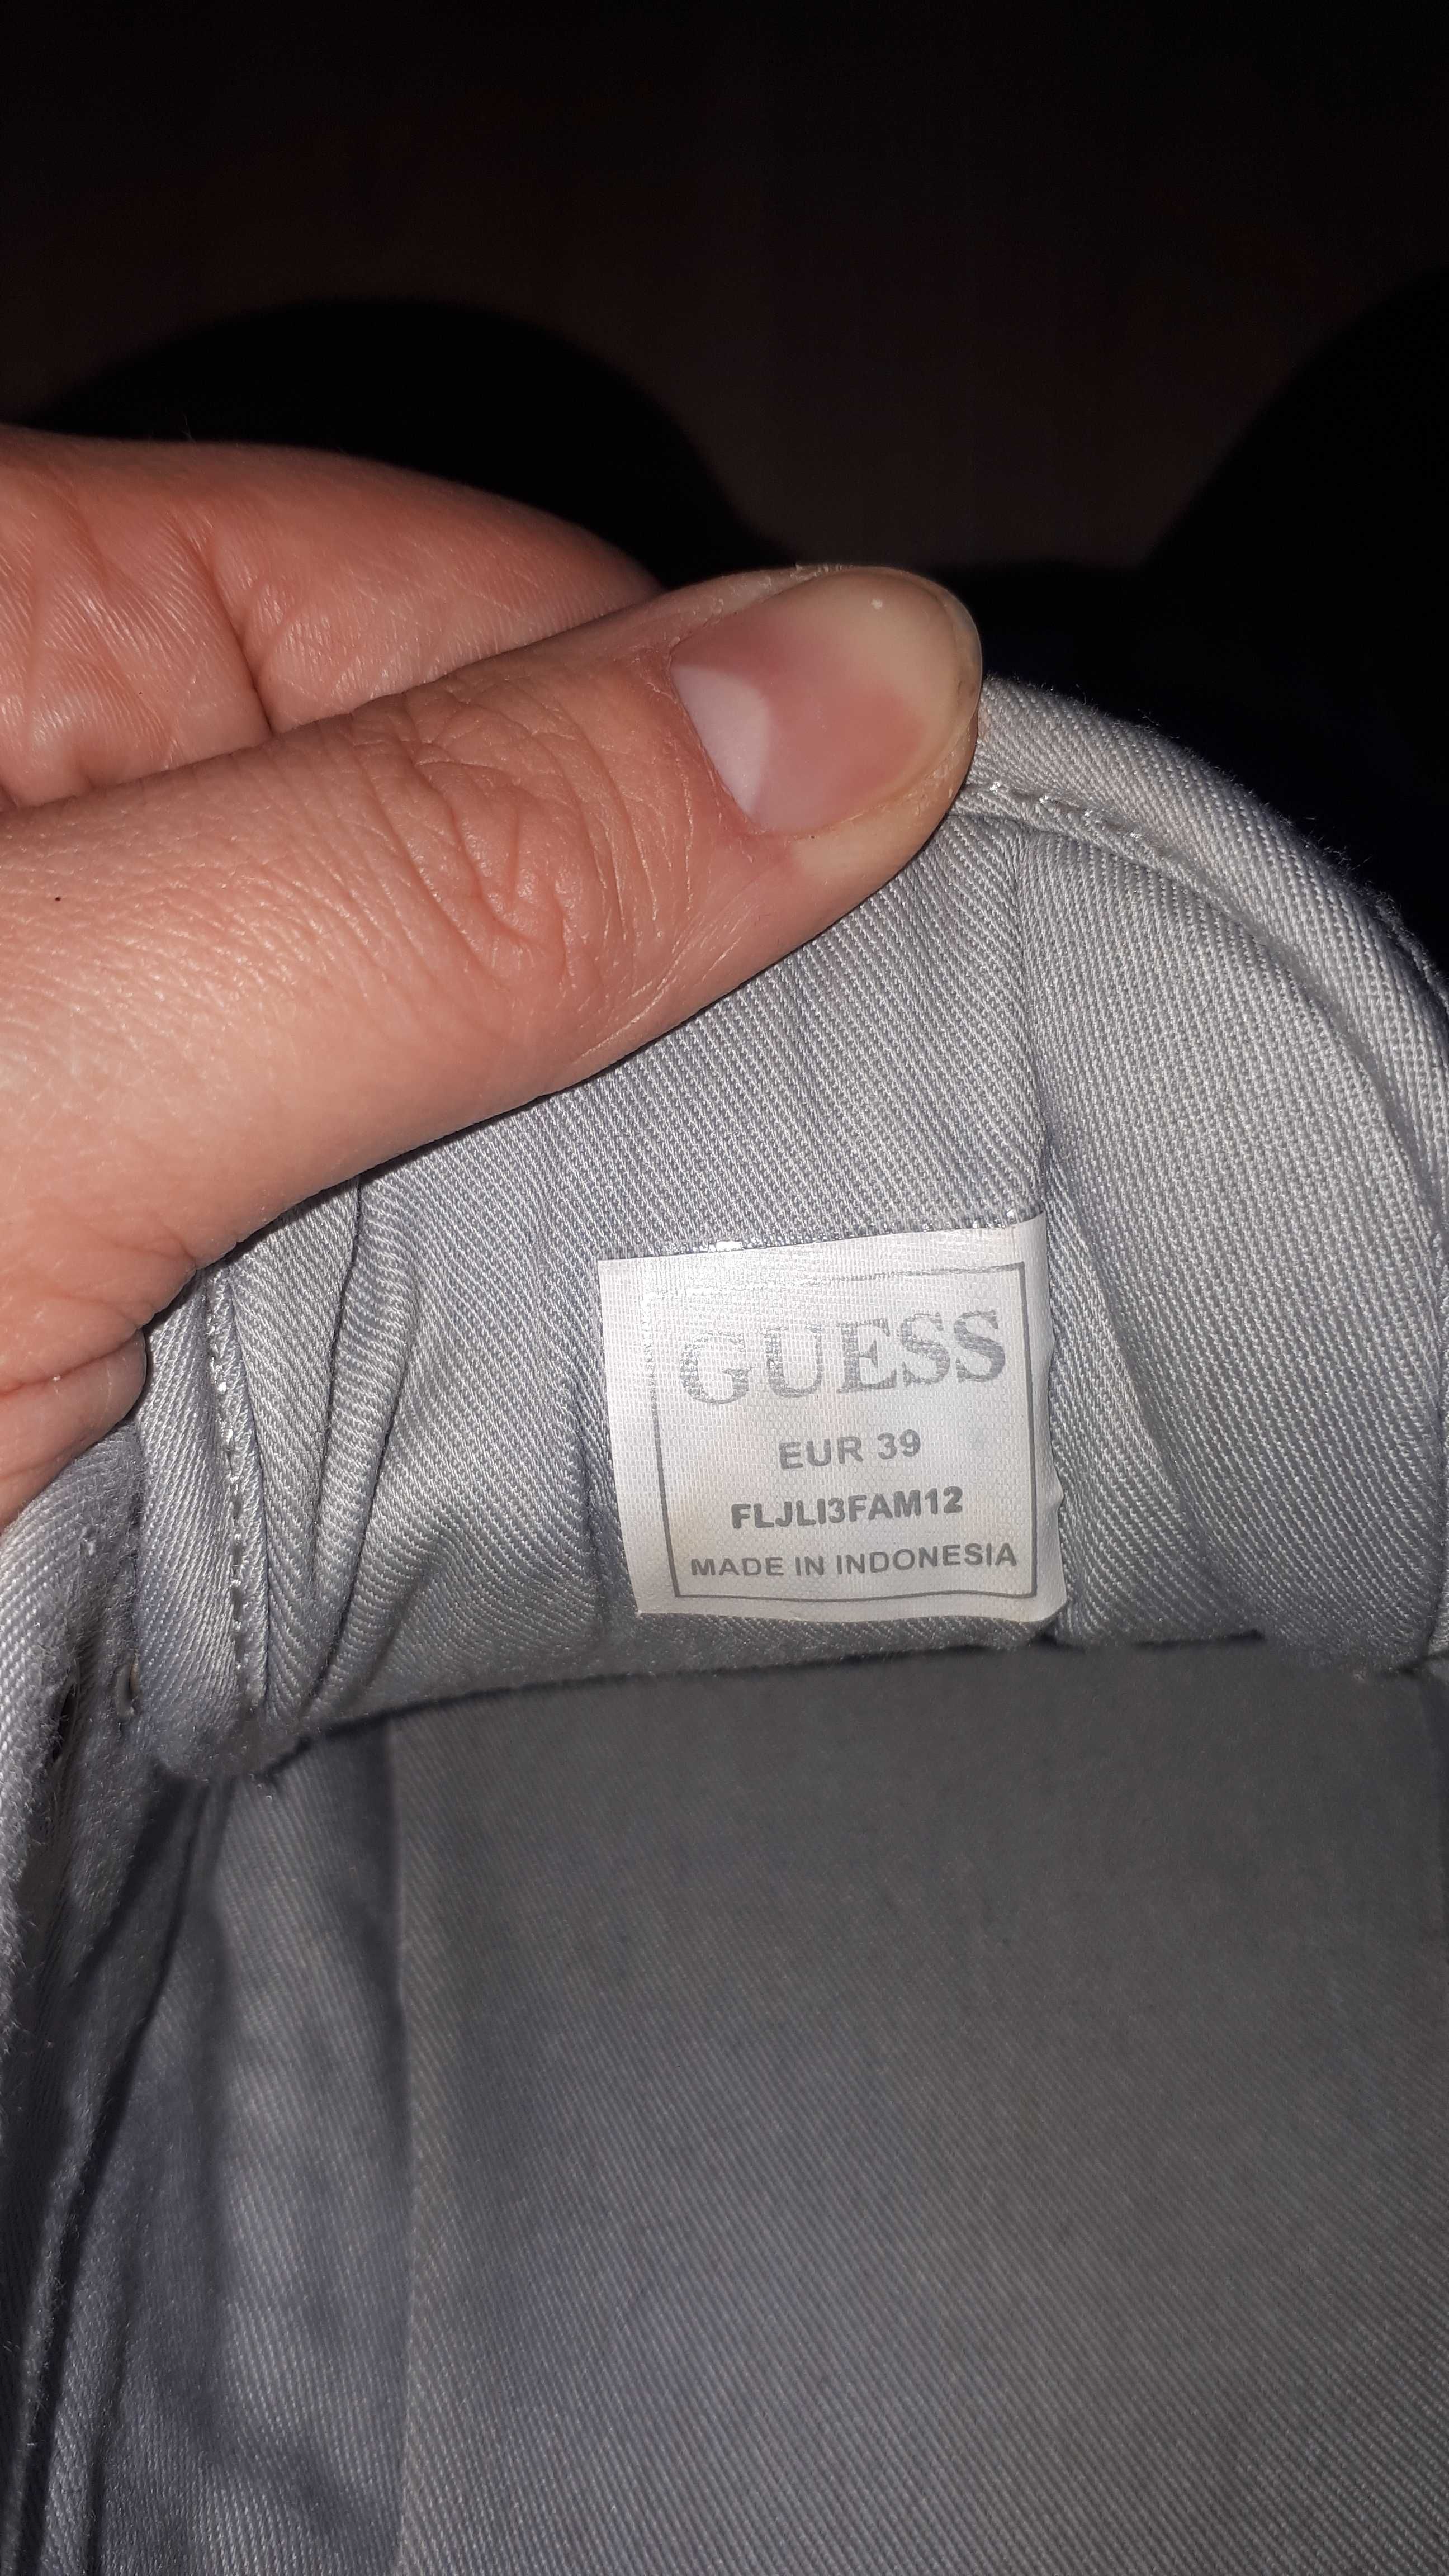 GUESS
EUR 39
FLJLI3FAM12
MADE IN INDONESIA